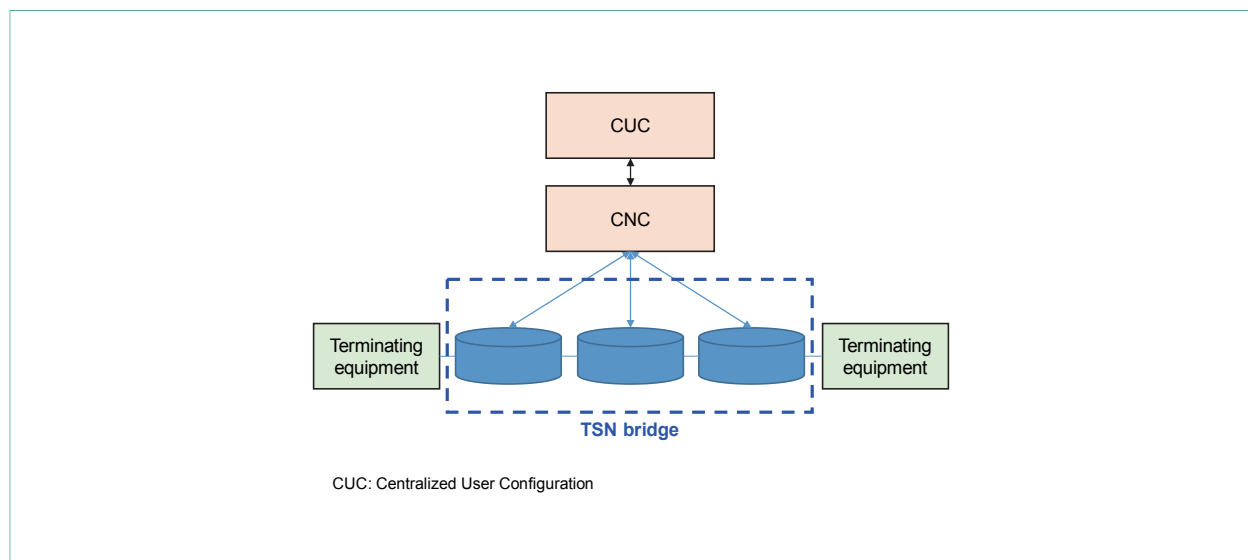 CUC
CNC
Terminating
equipment
Terminating
equipment
TSN bridge
CUC: Centralized User Configuration